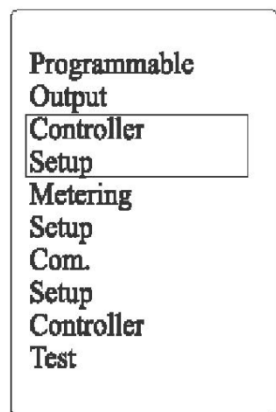 Programmable
Output
Controller
Setup
Metering
Setup
Com.
Setup
Controller
Test